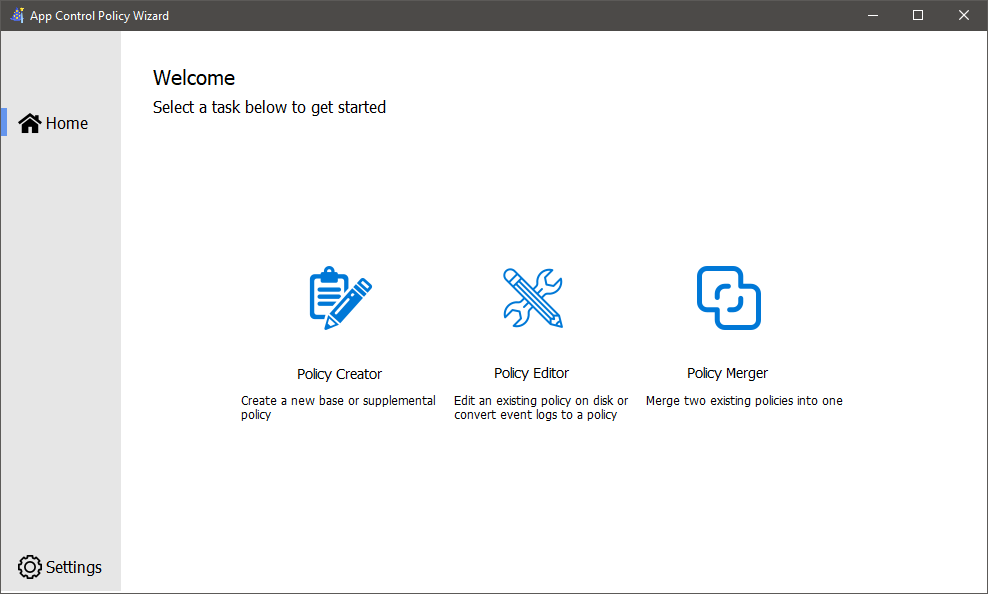 App Control Policy Wizard
Home
Welcome
Select a task below to get started
Policy Creator
Create a new base or supplemental
policy
Policy Editor
Edit an existing policy on disk or
convert event logs to a policy
Policy Merger
Merge two existing policies into one
Settings